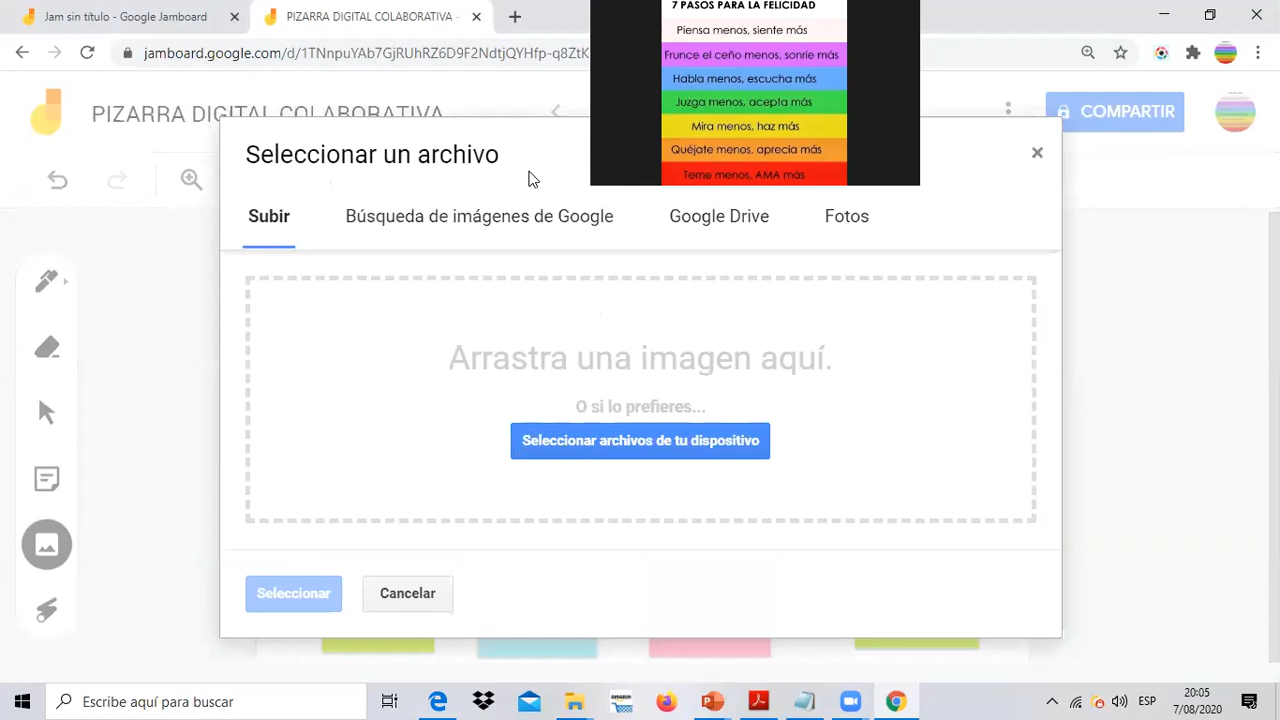 Jam sin título - Google Jamboard
PIZARRA DIGITAL COLABORATIVA -
jamboard.google.com/d/1TNnpuYAb7GjRUhRZ6D9F2NdtjQYdfp-q8ZtK
PIZARRA DIGITAL COLABORATIVA
COMPARTIR
7 PASOS PARA LA FELICIDAD
Piensa menos, siente más
Frunce el ceño menos, sonríe más
Habla menos, escucha más
Juzga menos, acepta más
Mira menos, haz más
Quéjate menos, aprecia más
Teme menos, AMA más
Seleccionar un archivo
Subir
Búsqueda de imágenes de Google
Google Drive
Fotos
Arrastra una imagen aquí.
O si lo prefieres...
Seleccionar archivos de tu dispositivo
Seleccionar
Cancelar
Escribe aquí para buscar
ESP
20:05
7/08/2020